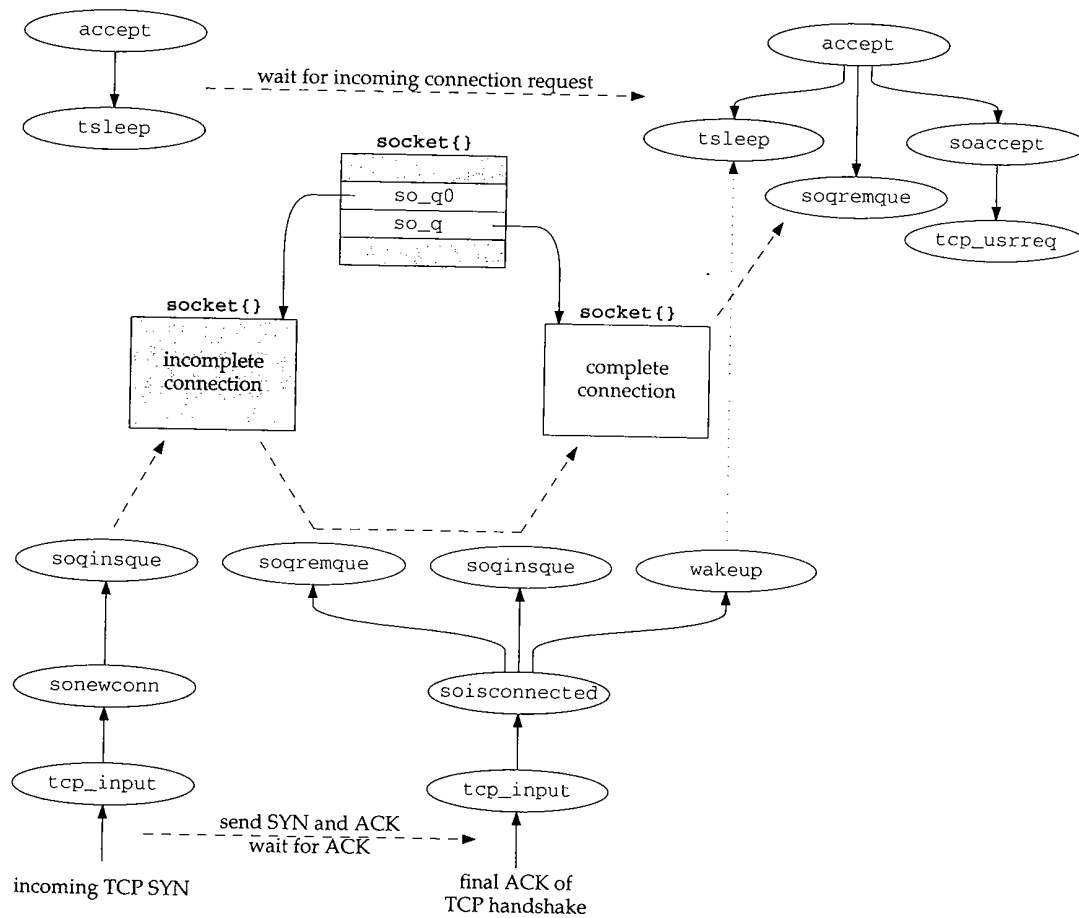 accept
accept
wait for incoming connection request
tsleep
tsleep
soaccept
socket{}
so_q0
so_q
soqremque
tcp_usrreq
socket{}
socket{}
incomplete
connection
complete
connection
soqinsque
soqremque
soqinsque
wakeup
sonewconn
soisconnected
tcp_input
tcp_input
send SYN and ACK
wait for ACK
incoming TCP SYN
final ACK of
TCP handshake